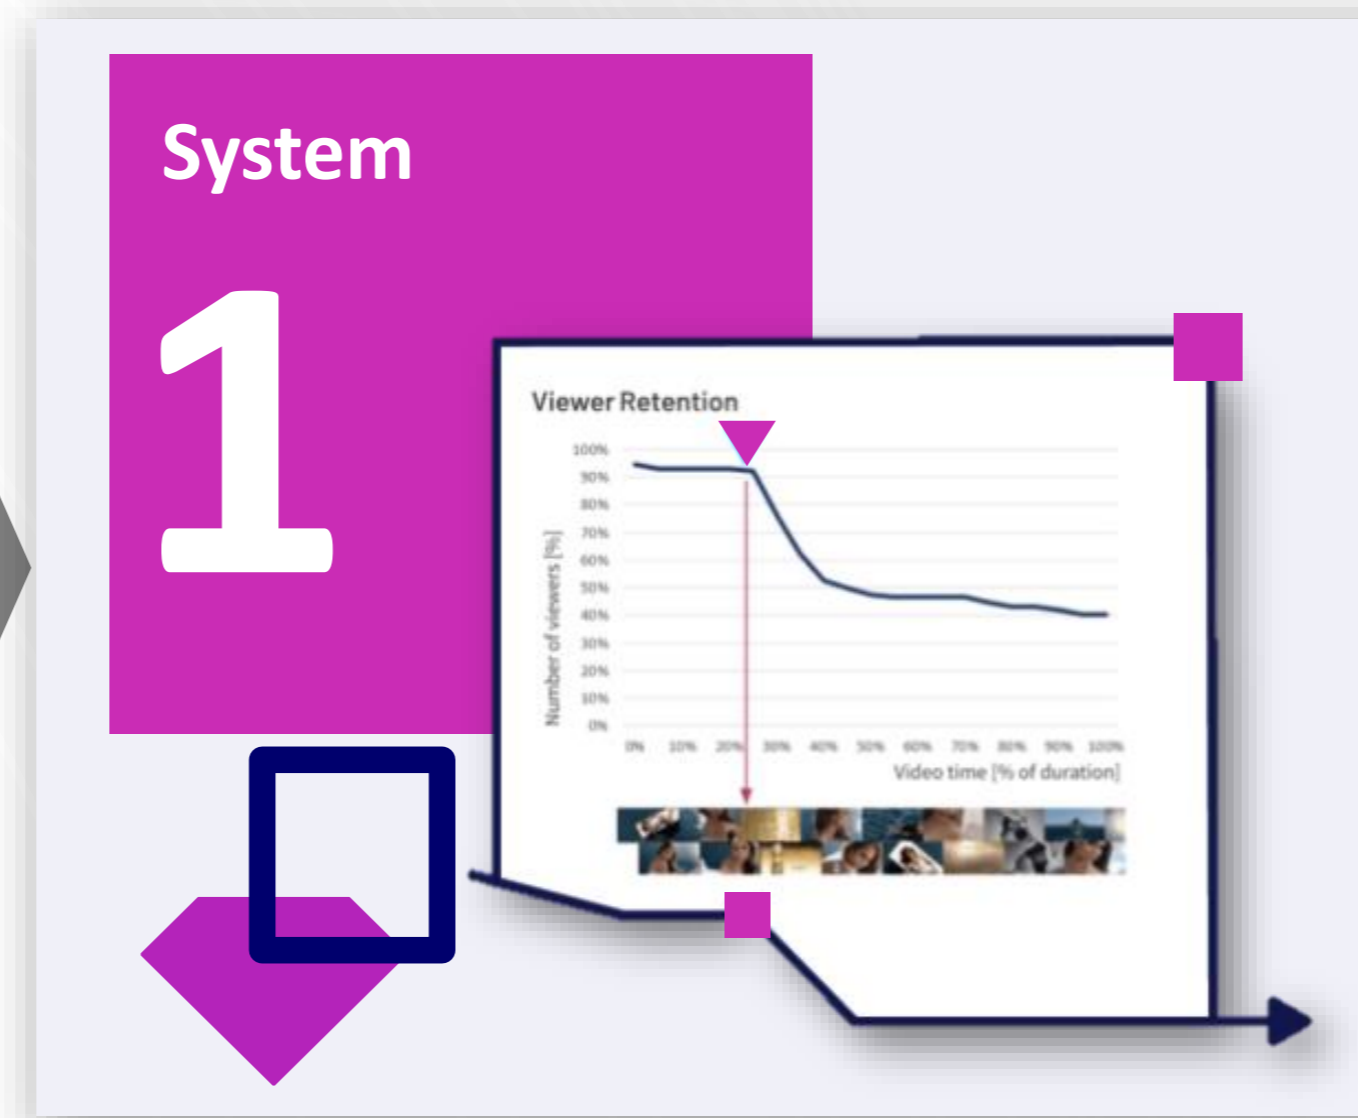 System
1
Viewer Retention
100%
90%
80%
70%
60%
50%
40%
30%
20%
10%
0%
Number of viewers [%]
0% 10% 20% 30% 40% 50% 60% 70% 80% 90% 100%
Video time [% of duration]